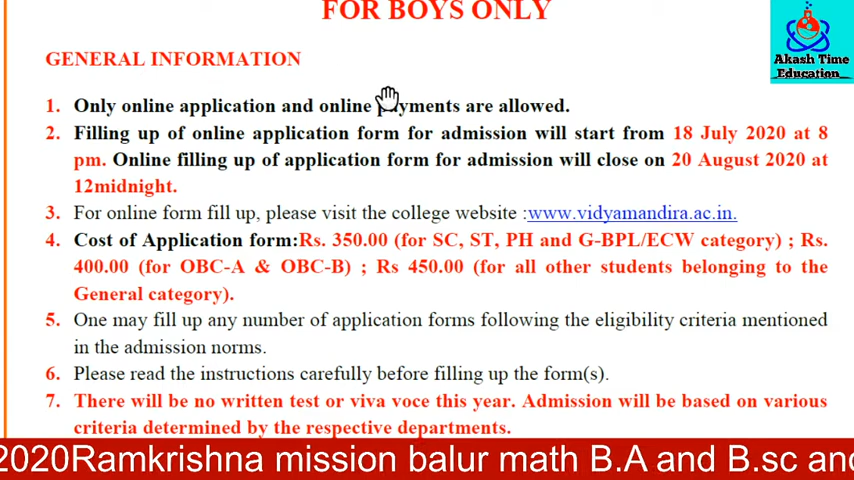 FOR BOYS ONLY
Akash Time
Education
GENERAL INFORMATION
1. Only online application and online payments are allowed.
2. Filling up of online application form for admission will start from 18 July 2020 at 8
pm. Online filling up of application form for admission will close on 20 August 2020 at
12midnight.
3. For online form fill up, please visit the college website :www.vidyamandira.ac.in.
4. Cost of Application form:Rs. 350.00 (for SC, ST, PH and G-BPL/ECW category) ; Rs.
400.00 (for OBC-A & OBC-B) ; Rs 450.00 (for all other students belonging to the
General category).
5. One may fill up any number of application forms following the eligibility criteria mentioned
in the admission norms.
6. Please read the instructions carefully before filling up the form(s).
7. There will be no written test or viva voce this year. Admission will be based on various
criteria determined by the respective departments.
2020Ramkrishna mission balur math B.A and B.sc and